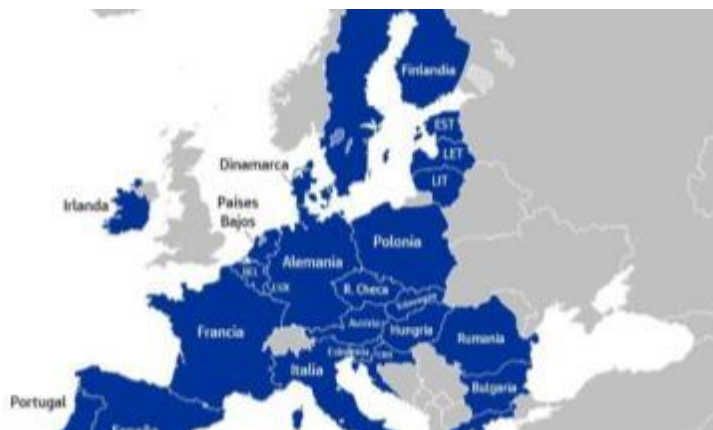 Finlandia
EST
LET
LIT
Dinamarca
Irlanda
Países
Bajos
Polonia
Alemania
BEL
LUX
R. Checa
Eslovaquia
Austria
Francia
Hungría
Rumanía
Eslovenia
CRO
Italia
Bulgaria
Portugal
España